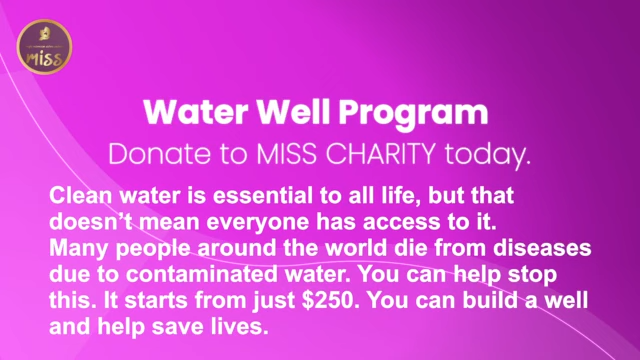 miss
Water Well Program
Donate to MISS CHARITY today.
Clean water is essential to all life, but that
doesn’t mean everyone has access to it.
Many people around the world die from diseases
due to contaminated water. You can help stop
this. It starts from just $250. You can build a well
and help save lives.